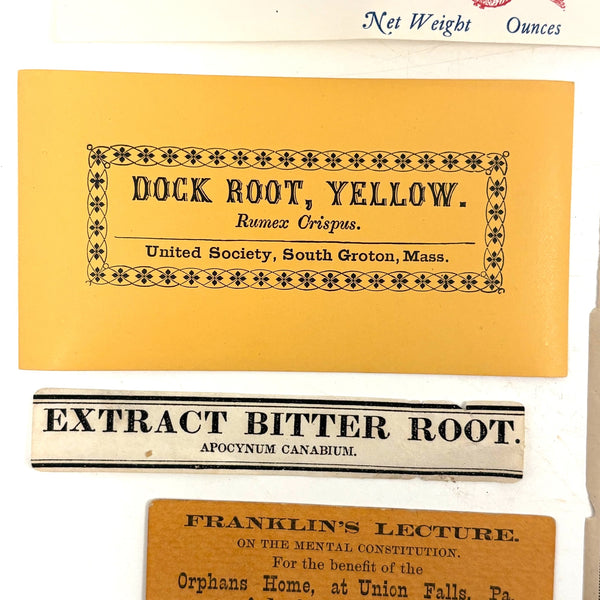 Net Weight Ounces
DOCK ROOT, YELLOW.
Rumex Crispus.
United Society, South Groton, Mass.
EXTRACT BITTER ROOT.
APOCYNUM CANABIUM.
FRANKLIN'S LECTURE.
ON THE MENTAL CONSTITUTION.
For the benefit of the
Orphans Home, at Union Falls, Pa.